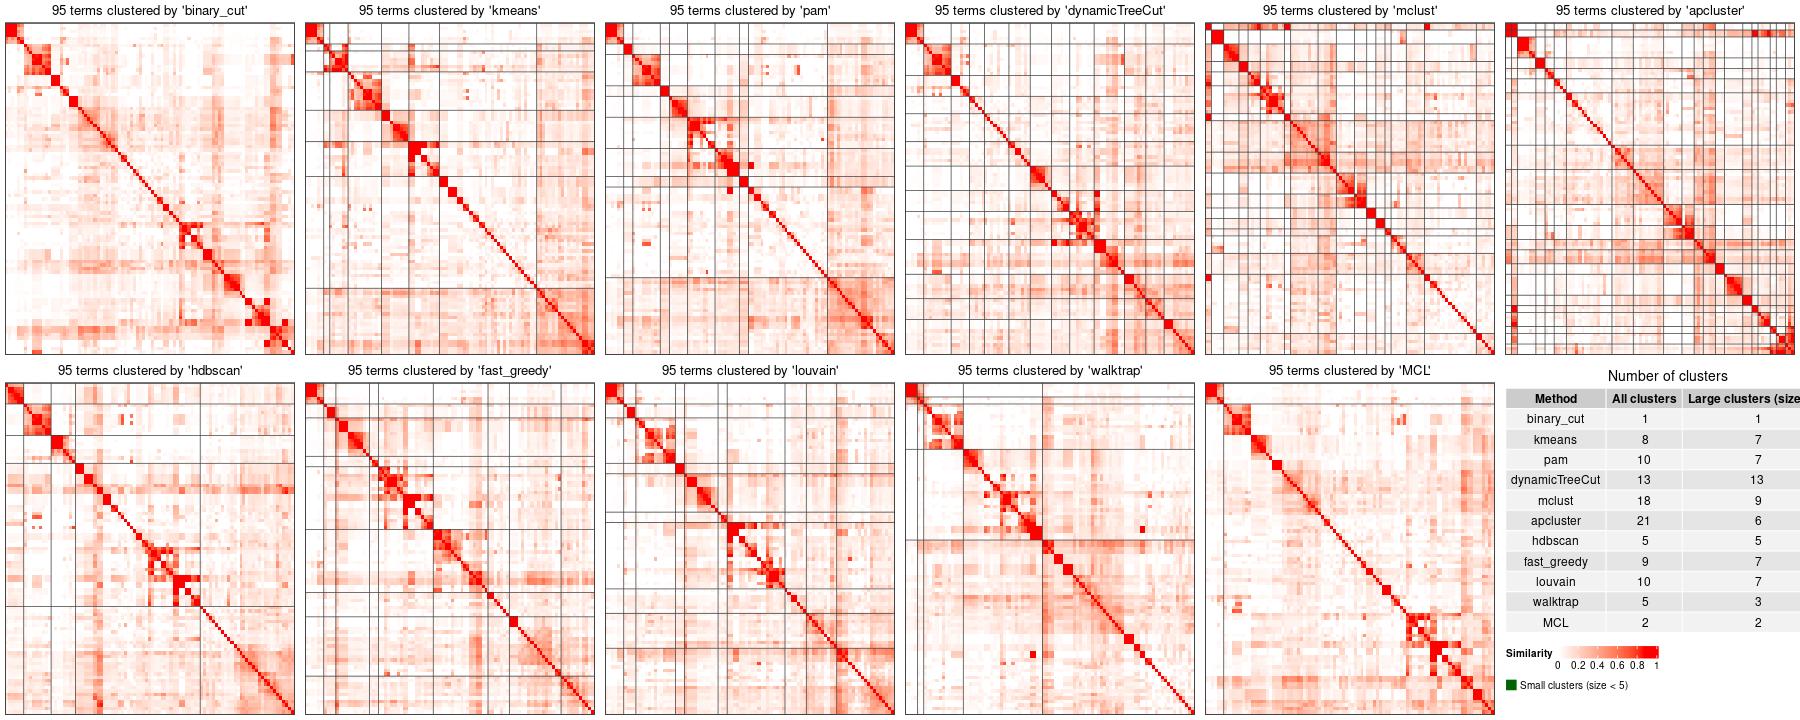 95 terms clustered by 'binary_cut'
95 terms clustered by 'kmeans'
95 terms clustered by 'pam'
95 terms clustered by 'dynamicTreeCut'
95 terms clustered by 'mclust'
95 terms clustered by 'apcluster'
95 terms clustered by 'hdbscan'
95 terms clustered by 'fast_greedy'
95 terms clustered by 'louvain'
95 terms clustered by 'walktrap'
95 terms clustered by 'MCL'
Number of clusters
Method All clusters Large clusters (size
binary_cut 1 1
kmeans 8 7
pam 10 7
dynamicTreeCut 13 13
mclust 18 9
apcluster 21 6
hdbscan 5 5
fast_greedy 9 7
louvain 10 7
walktrap 5 3
MCL 2 2
Similarity
0 0.2 0.4 0.6 0.8 1
Small clusters (size < 5)